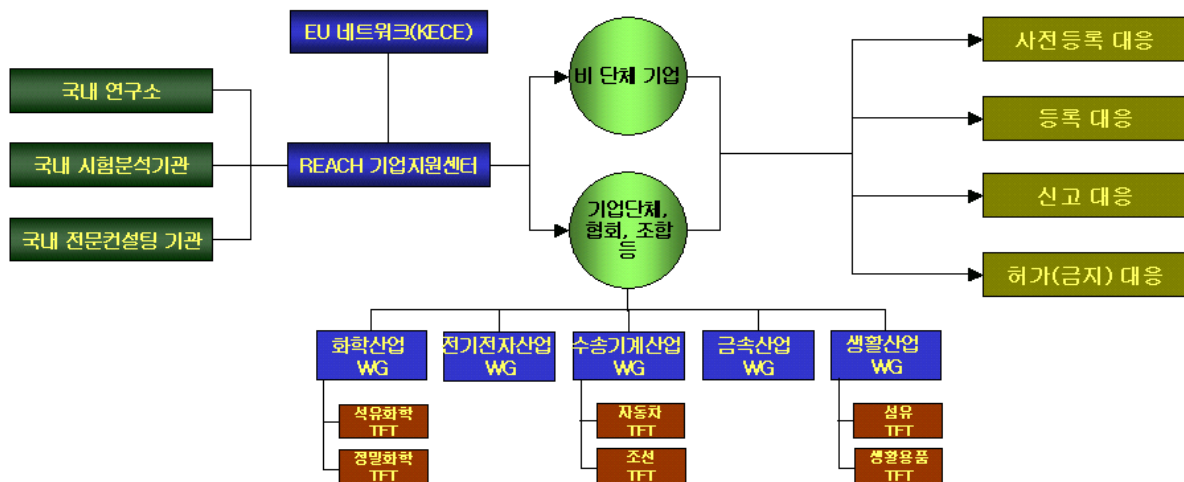 EU 네트워크(KECE)
국내 연구소
국내 시험분석기관
국내 전문컨설팅 기관
REACH 기업지원센터
비 단체 기업
기업단체,
협회, 조합
등
사전등록 대응
등록 대응
신고 대응
허가(금지) 대응
화학산업
WG
전기전자산업
WG
수송기계산업
WG
금속산업
WG
생활산업
WG
석유화학
TFT
정밀화학
TFT
자동차
TFT
조선
TFT
섬유
TFT
생활용품
TFT